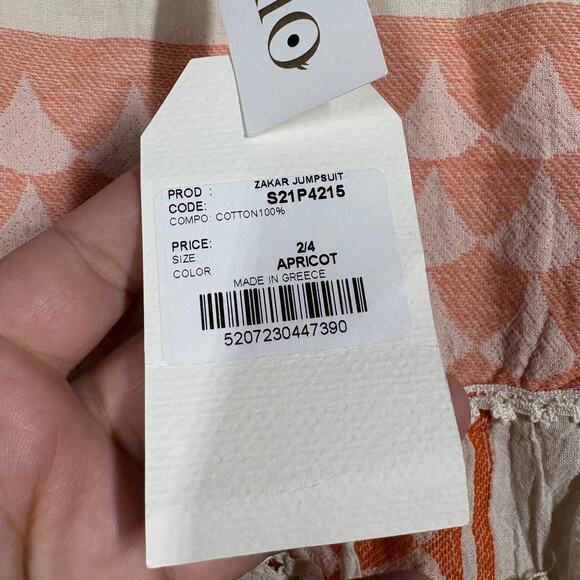 PROD : ZAKAR JUMPSUIT
CODE: S21P4215
COMPO: COTTON100%
PRICE:
SIZE: 2/4
COLOR: APRICOT
MADE IN GREECE
5207230447390